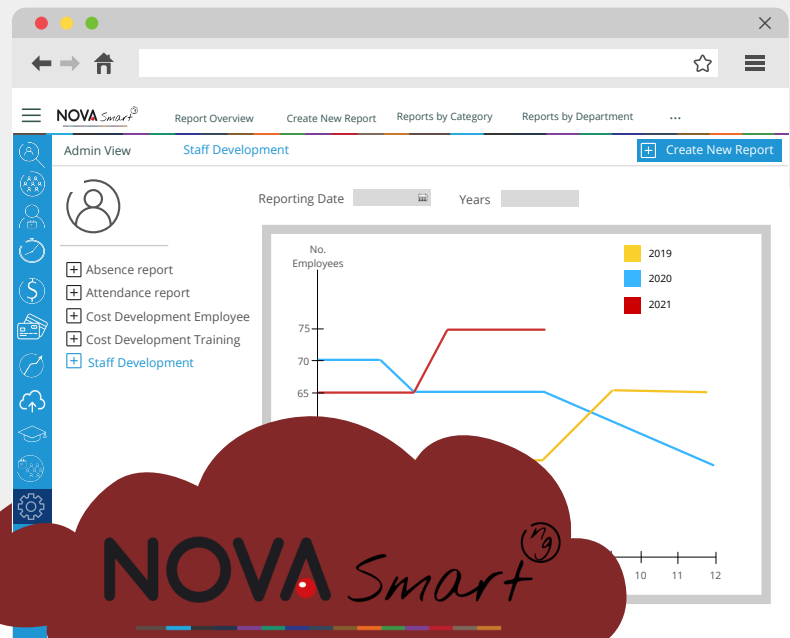 NOVA Smart ng
Report Overview
Create New Report
Reports by Category
Reports by Department
...
Admin View
Staff Development
Create New Report
Reporting Date
Years
Absence report
Attendance report
Cost Development Employee
Cost Development Training
Staff Development
No.
Employees
75
70
65
2019
2020
2021
10
11
12
NOVA Smart ng